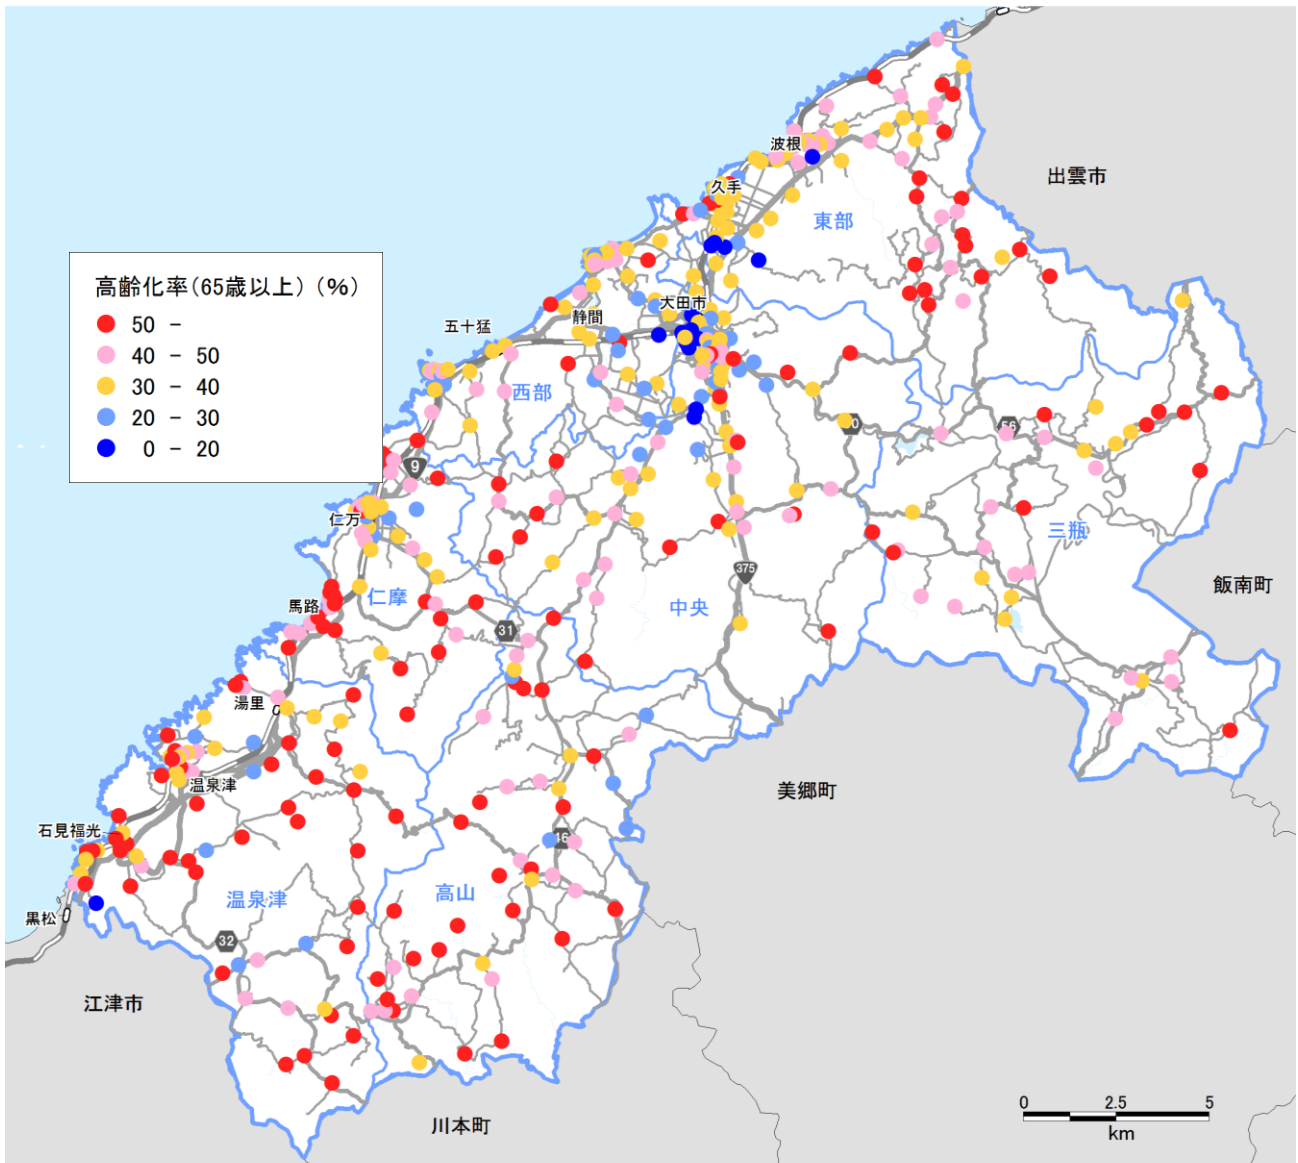 波根
出雲市
久手
東部
高齢化率(65歳以上)(%)
50 -
40 - 50
30 - 40
20 - 30
0 - 20
大田市
静間
五十猛
西部
56
9
仁万
三瓶
375
飯南町
馬路
仁摩
中央
31
湯里
温泉津
美郷町
石見福光
46
高山
温泉津
黒松
32
江津市
0 2.5 5
km
川本町